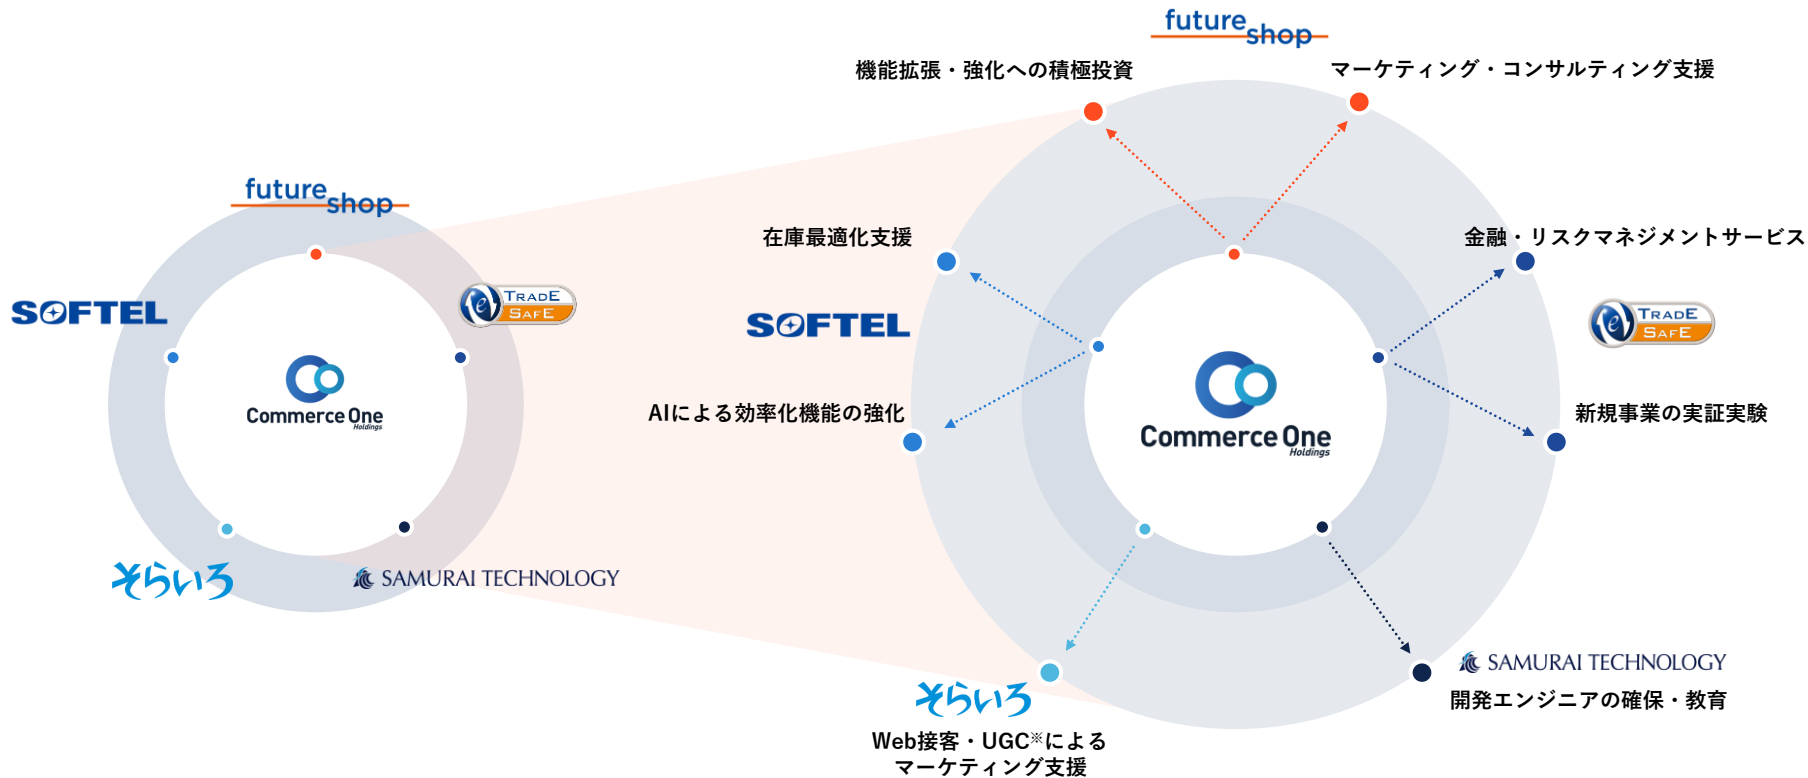 future
shop
SOFTEL
TRADE
SAFE
Commerce One
Holdings
そらいろ
SAMURAI TECHNOLOGY
future
shop
機能拡張・強化への積極投資
マーケティング・コンサルティング支援
在庫最適化支援
金融・リスクマネジメントサービス
SOFTEL
TRADE
SAFE
AIによる効率化機能の強化
新規事業の実証実験
Commerce One
Holdings
そらいろ
Web接客・UGC※による
マーケティング支援
SAMURAI TECHNOLOGY
開発エンジニアの確保・教育